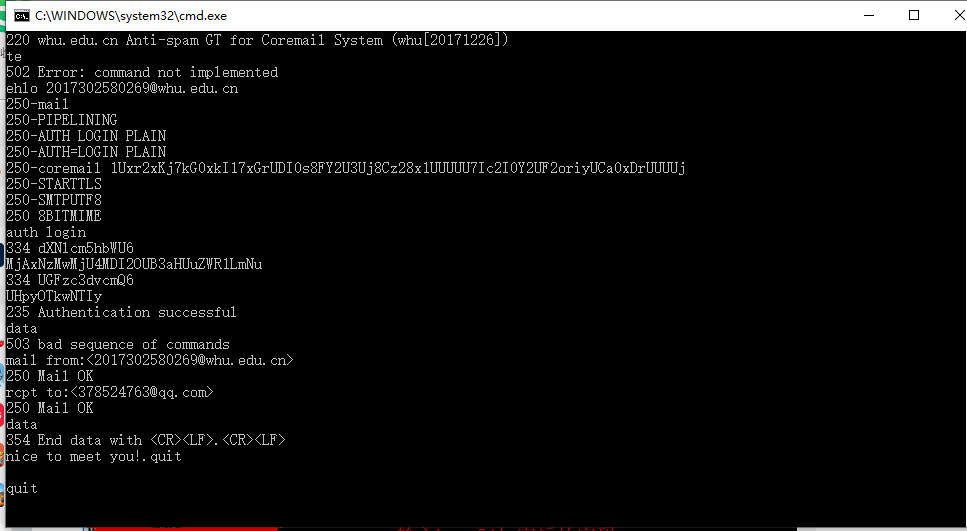 C:\WINDOWS\system32\cmd.exe
220 whu.edu.cn Anti-spam GT for Coremail System (whu[20171226])
te
502 Error: command not implemented
ehlo 2017302580269@whu.edu.cn
250-mail
250-PIPELINING
250-AUTH LOGIN PLAIN
250-AUTH=LOGIN PLAIN
250-coremail 1Uxr2xKj7kG0xkI17xGrUDI0s8FY2U3Uj8Cz28x1UUUUU7Ic2I0Y2UF2oriyUCa0xDrUUUUj
250-STARTTLS
250-SMTPUTF8
250 8BITMIME
auth login
334 dXNlcm5hbWU6
MjAxNzMwMjU4MDI2OUB3aHUuZWR1LmNu
334 UGFzc3dvcmQ6
UHpyOTkwNTIy
235 Authentication successful
data
503 bad sequence of commands
mail from:<2017302580269@whu.edu.cn>
250 Mail OK
rcpt to:<378524763@qq.com>
250 Mail OK
data
354 End data with <CR><LF>.<CR><LF>
nice to meet you!.quit
quit